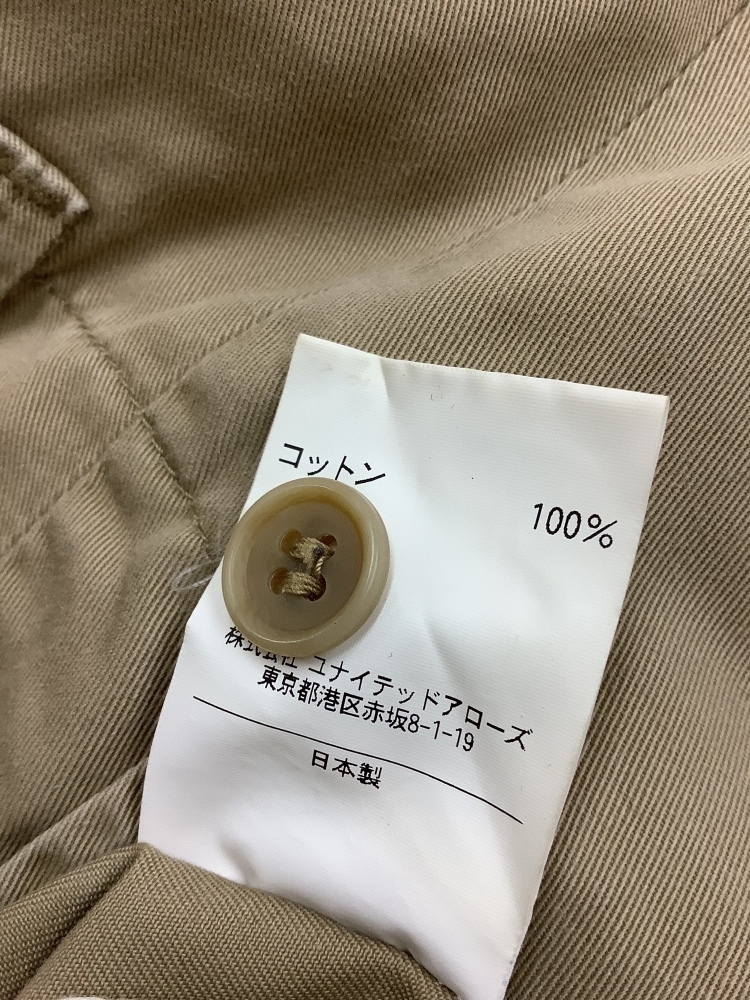 コットン
100%
株式会社 ユナイテッドアローズ
東京都港区赤坂8-1-19
日本製